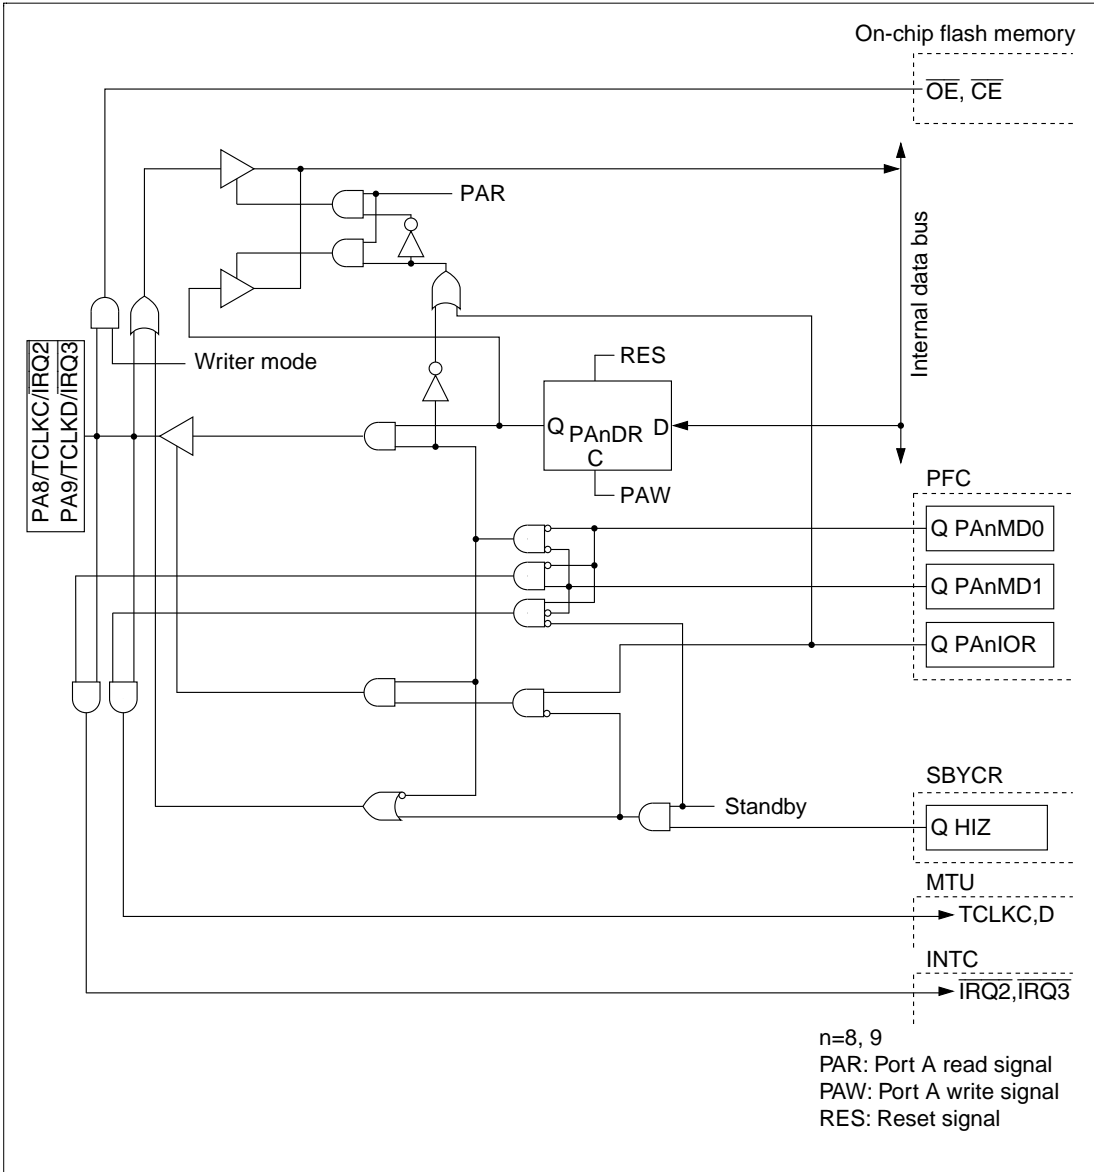 On-chip flash memory
OE, CE
PAR
Internal data bus
Writer mode
PA8/TCLKC/IRQ2
PA9/TCLKD/IRQ3
RES
Q PAnDR D
C
PAW
PFC
Q PAnMD0
Q PAnMD1
Q PAnIOR
SBYCR
Standby
Q HIZ
MTU
TCLKC,D
INTC
IRQ2,IRQ3
n=8, 9
PAR: Port A read signal
PAW: Port A write signal
RES: Reset signal